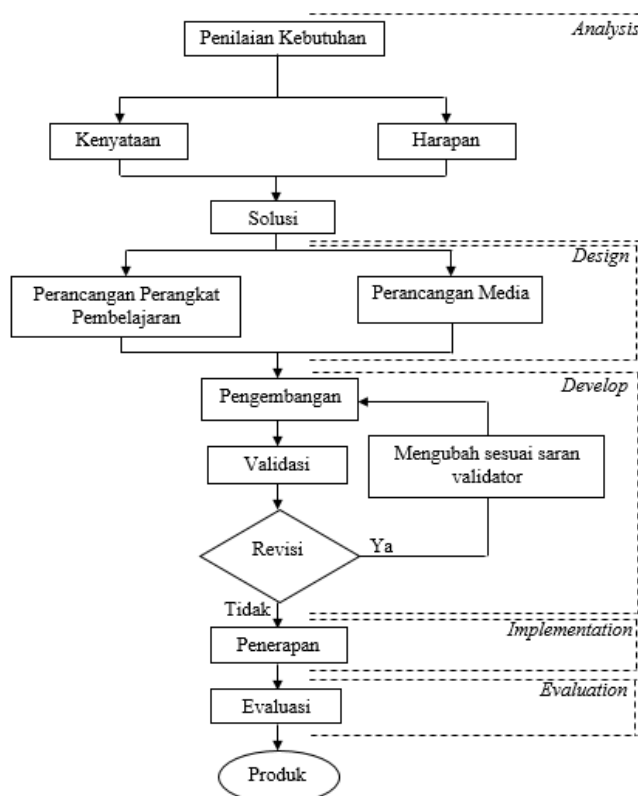 Analysis
Penilaian Kebutuhan
Kenyataan
Harapan
Solusi
Design
Perancangan Perangkat
Pembelajaran
Perancangan Media
Develop
Pengembangan
Validasi
Mengubah sesuai saran
validator
Revisi
Ya
Tidak
Implementation
Penerapan
Evaluation
Evaluasi
Produk